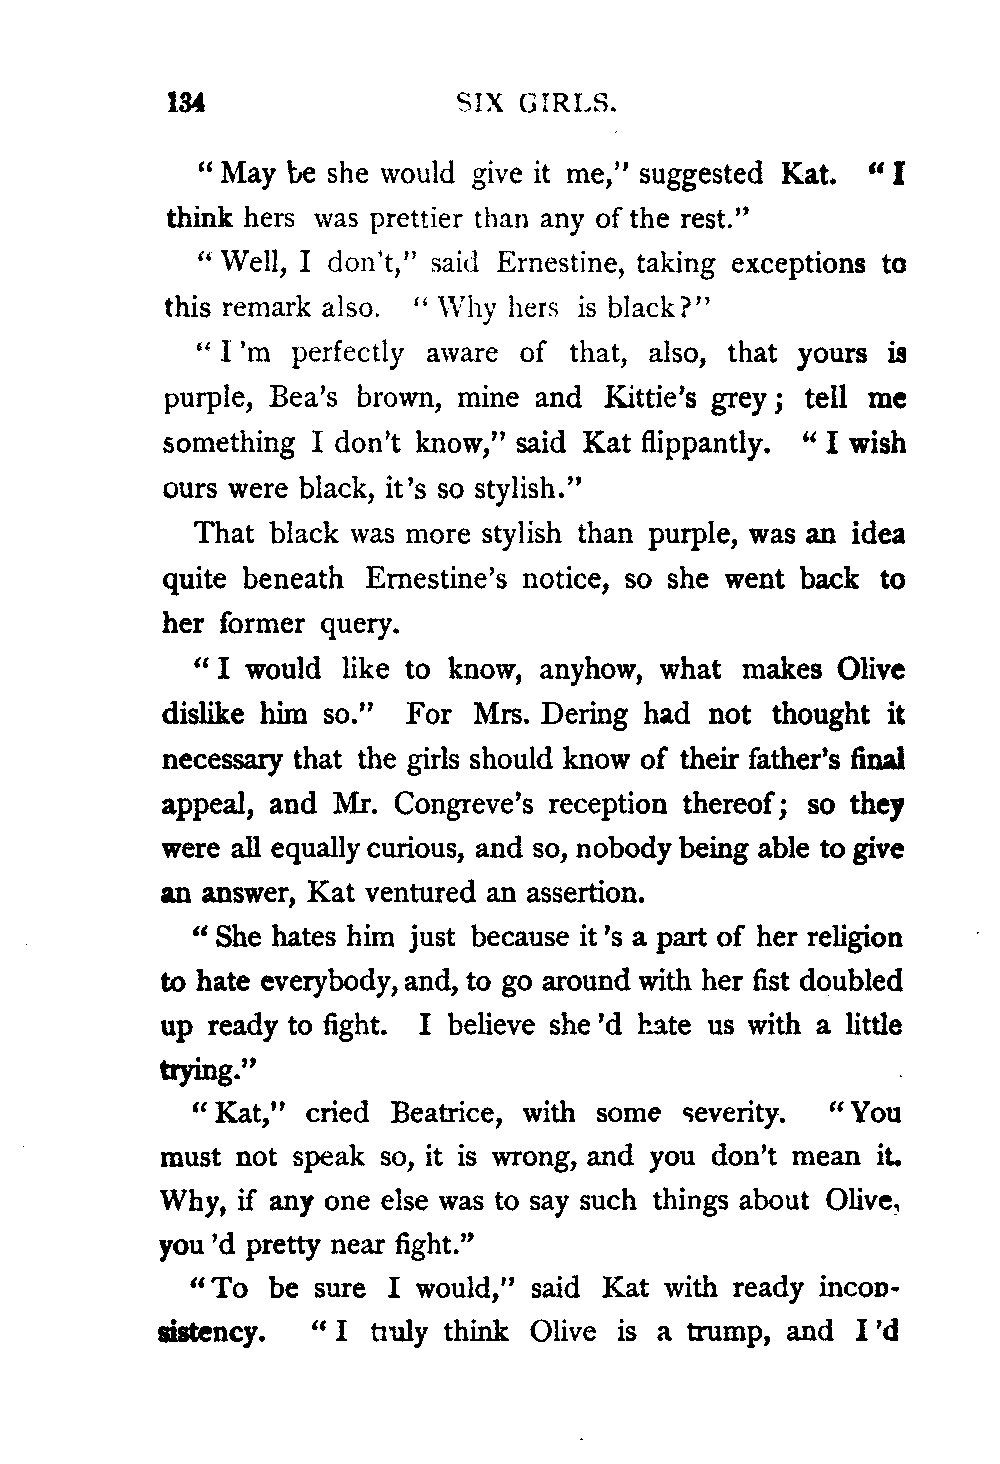 134 SIX GIRLS.
“May be she would give it me,” suggested Kat. “I
think hers was prettier than any of the rest.”
“Well, I don't,” said Ernestine, taking exceptions to
this remark also. “Why hers is black?”
“I'm perfectly aware of that, also, that yours is
purple, Bea's brown, mine and Kittie's grey; tell me
something I don't know,” said Kat flippantly. “I wish
ours were black, it's so stylish.”
That black was more stylish than purple, was an idea
quite beneath Ernestine's notice, so she went back to
her former query.
“I would like to know, anyhow, what makes Olive
dislike him so.” For Mrs. Dering had not thought it
necessary that the girls should know of their father's final
appeal, and Mr. Congreve's reception thereof; so they
were all equally curious, and so, nobody being able to give
an answer, Kat ventured an assertion.
“She hates him just because it's a part of her religion
to hate everybody, and, to go around with her fist doubled
up ready to fight. I believe she'd hate us with a little
trying.”
“Kat,” cried Beatrice, with some severity. “You
must not speak so, it is wrong, and you don't mean it.
Why, if any one else was to say such things about Olive,
you'd pretty near fight.”
“To be sure I would,” said Kat with ready incon-
sistency. “I truly think Olive is a trump, and I'd